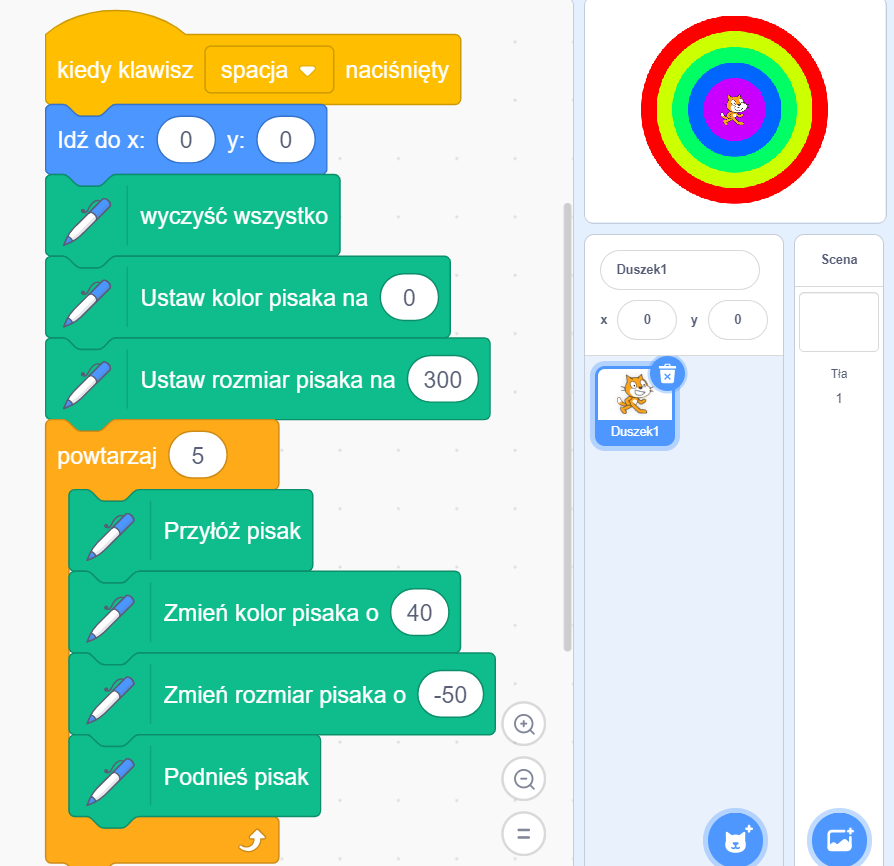 kiedy klawisz spacja naciśnięty
Idź do x: 0 y: 0
wyczyść wszystko
Ustaw kolor pisaka na 0
Ustaw rozmiar pisaka na 300
powtarzaj 5
Przyłóż pisak
Zmień kolor pisaka o 40
Zmień rozmiar pisaka o -50
Podnieś pisak
Duszek1
x 0 y 0
Duszek1
Scena
Tła
1